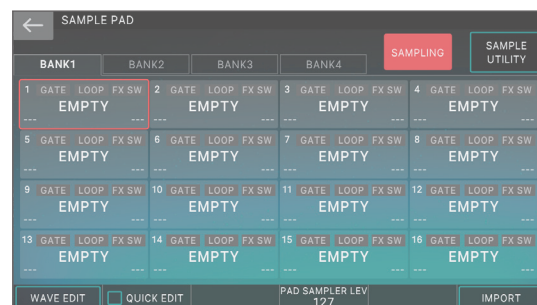 SAMPLE PAD
SAMPLING
SAMPLE
UTILITY
BANK1 BANK2 BANK3 BANK4
1 GATE LOOP FX SW 2 GATE LOOP FX SW 3 GATE LOOP FX SW 4 GATE LOOP FX SW
EMPTY EMPTY EMPTY EMPTY
--- --- --- --- --- --- --- ---
5 GATE LOOP FX SW 6 GATE LOOP FX SW 7 GATE LOOP FX SW 8 GATE LOOP FX SW
EMPTY EMPTY EMPTY EMPTY
--- --- --- --- --- --- --- ---
9 GATE LOOP FX SW 10 GATE LOOP FX SW 11 GATE LOOP FX SW 12 GATE LOOP FX SW
EMPTY EMPTY EMPTY EMPTY
--- --- --- --- --- --- --- ---
13 GATE LOOP FX SW 14 GATE LOOP FX SW 15 GATE LOOP FX SW 16 GATE LOOP FX SW
EMPTY EMPTY EMPTY EMPTY
--- --- --- --- --- --- --- ---
WAVE EDIT QUICK EDIT PAD SAMPLER LEV IMPORT
127